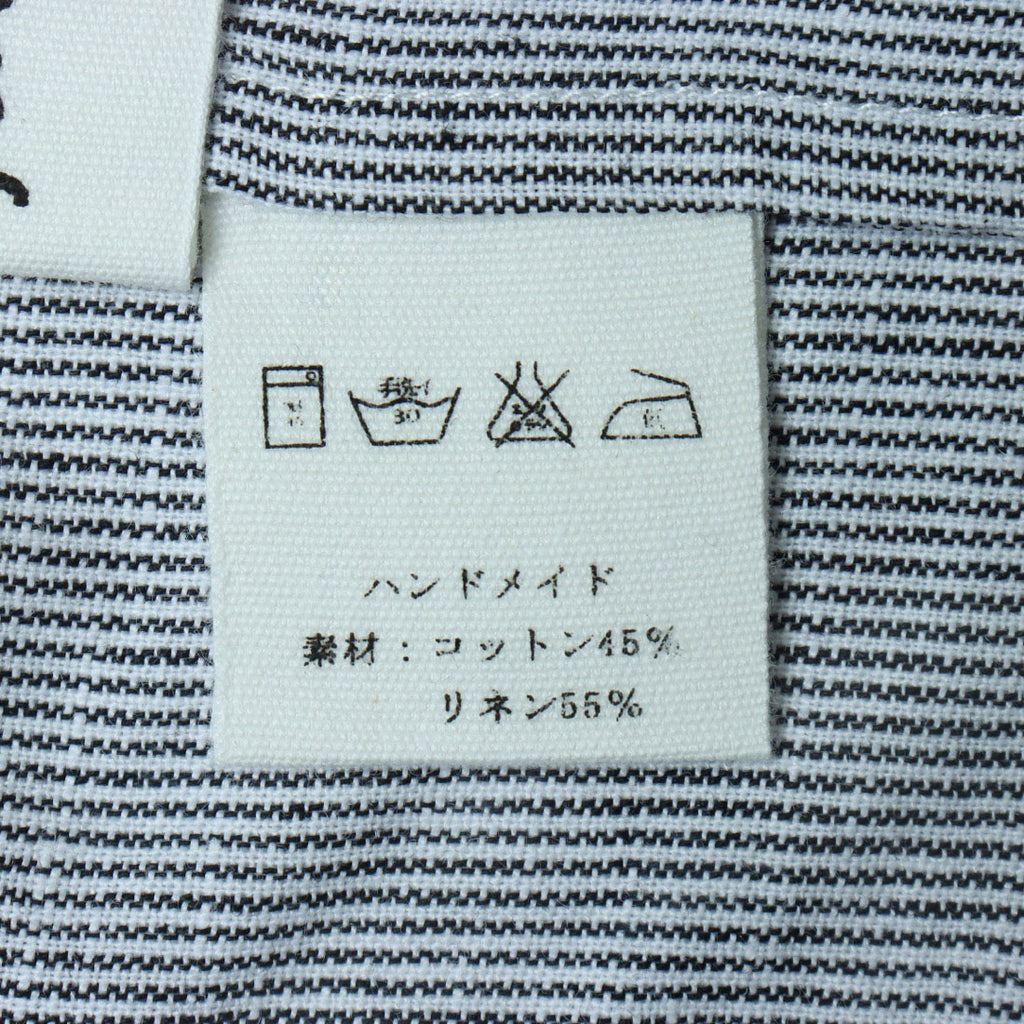 手洗イ
30
低
ハンドメイド
素材：コットン45%
リネン55%